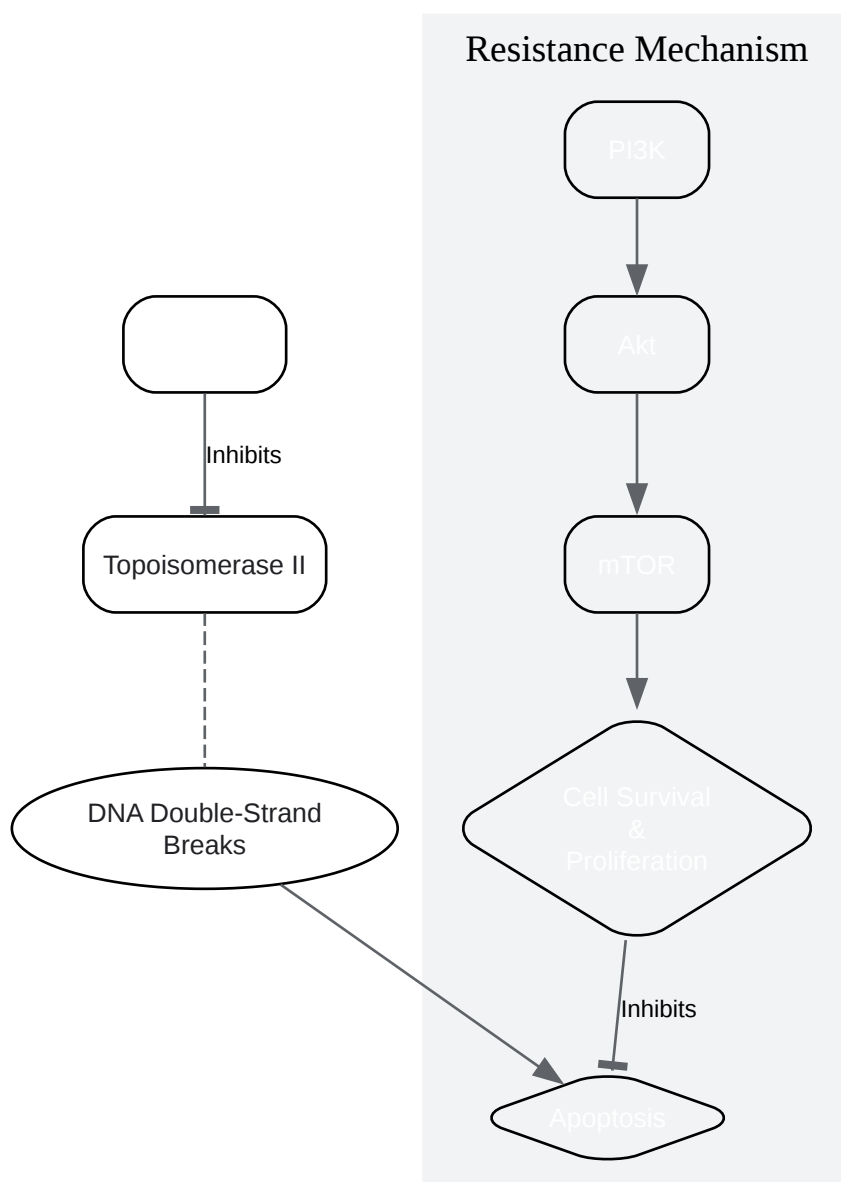 Resistance Mechanism
PI3K
Akt
Inhibits
Topoisomerase II
mTOR
DNA Double-Strand
Breaks
Cell Survival
&
Proliferation
Inhibits
Apoptosis